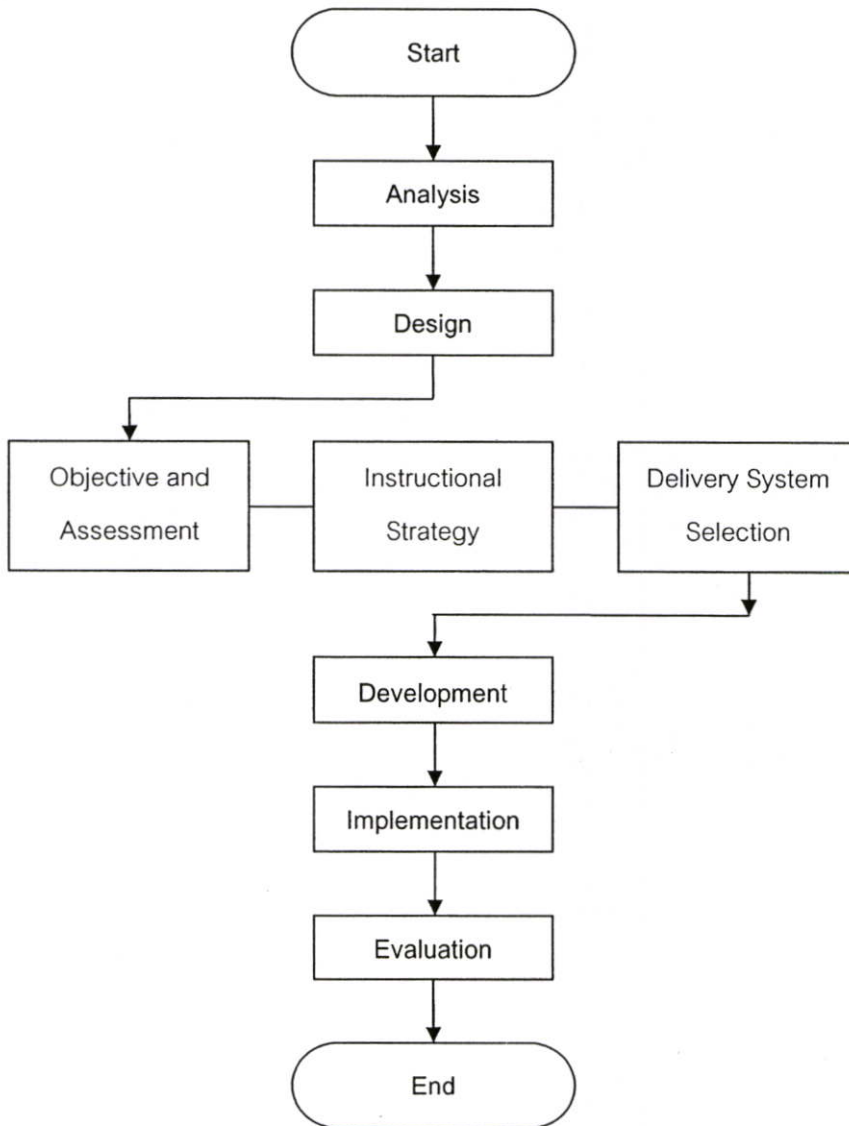 Start
Analysis
Design
Objective and
Assessment
Instructional
Strategy
Delivery System
Selection
Development
Implementation
Evaluation
End